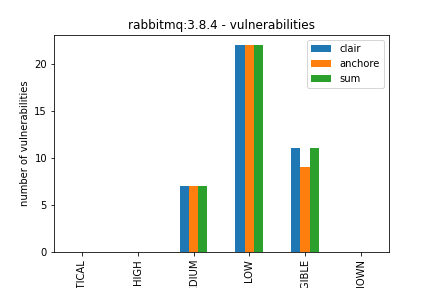 rabbitmq:3.8.4 - vulnerabilities
clair
anchore
sum
number of vulnerabilities
20
15
10
5
0
TICAL
HIGH
DIUM
LOW
GIBLE
NOWN